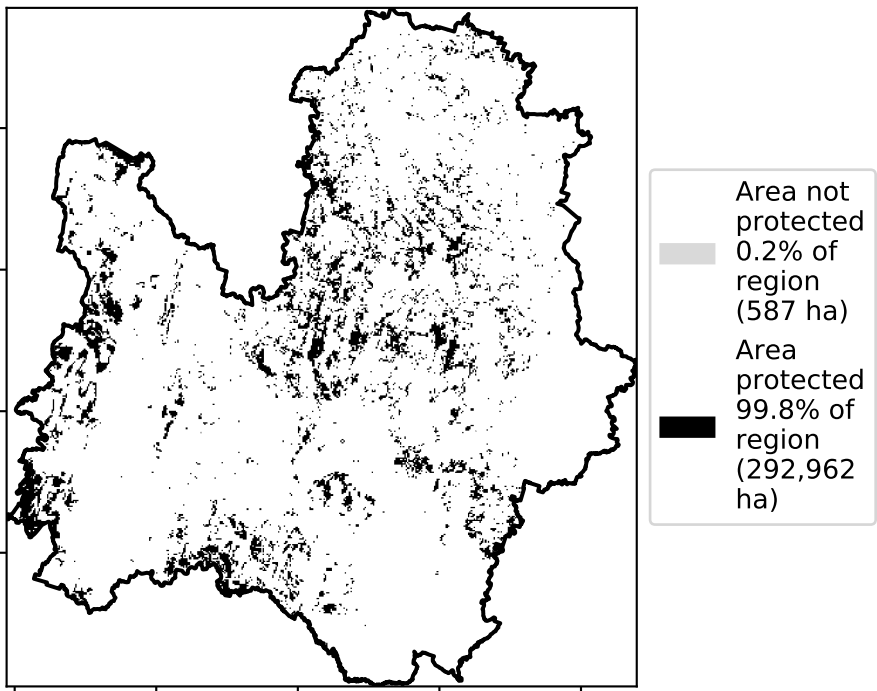 Area not
protected
0.2% of
region
(587 ha)
Area
protected
99.8% of
region
(292,962
ha)